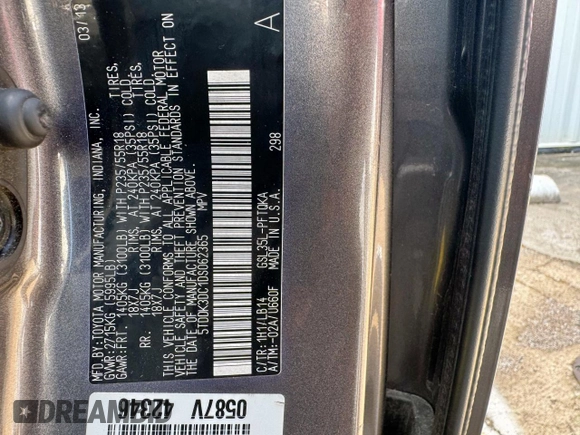 MFD.BY:TOYOTA MOTOR MANUFACTURING, INDIANA, INC. 03/13
GVWR: 2715KG (5995LB)
GAWR:FRT 1405KG (3100LB) WITH P235/55R18 TIRES,
18X7J RIMS, AT 240KPA (35PSI) COLD.
RR. 1405KG (3100LB) WITH P235/55R18 TIRES,
18X7J RIMS, AT 240KPA (35PSI) COLD.
THIS VEHICLE CONFORMS TO ALL APPLICABLE FEDERAL MOTOR
VEHICLE SAFETY AND THEFT PREVENTION STANDARDS IN EFFECT ON
THE DATE OF MANUFACTURE SHOWN ABOVE.
5TDDK3DC1DS062365 MPV A
C/TR:1H1/LB14 GSL35L-PFTQKA
A/TM:-02A/U660F MADE IN U.S.A. 298
0587V 42346
DREAMBID